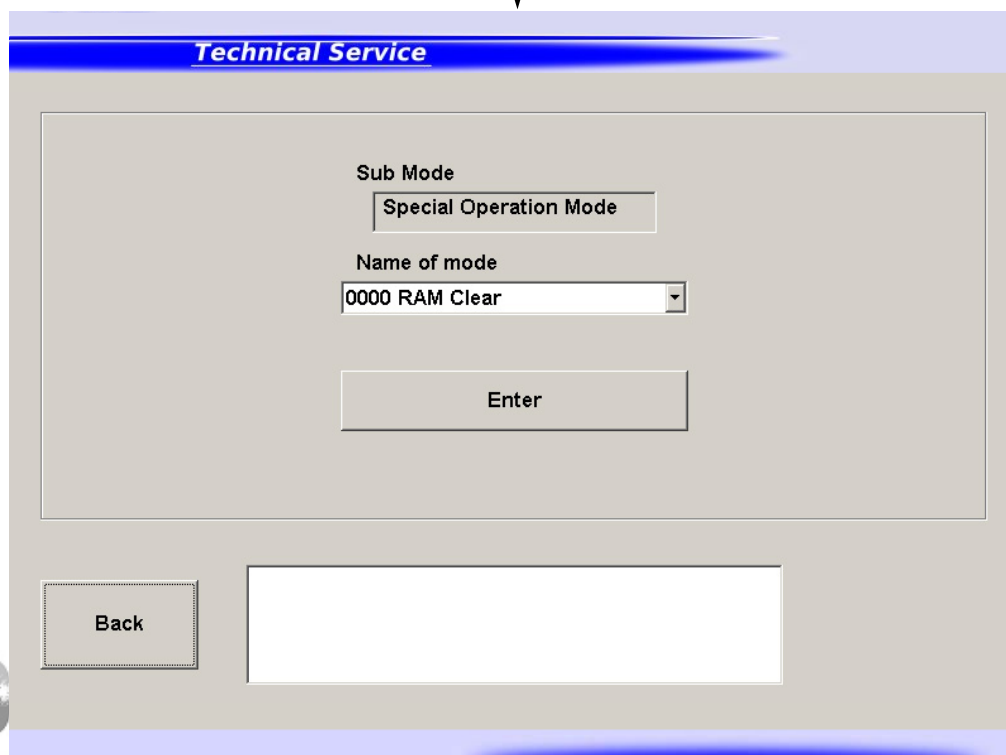 Technical Service
Sub Mode
Special Operation Mode
Name of mode
0000 RAM Clear
Enter
Back